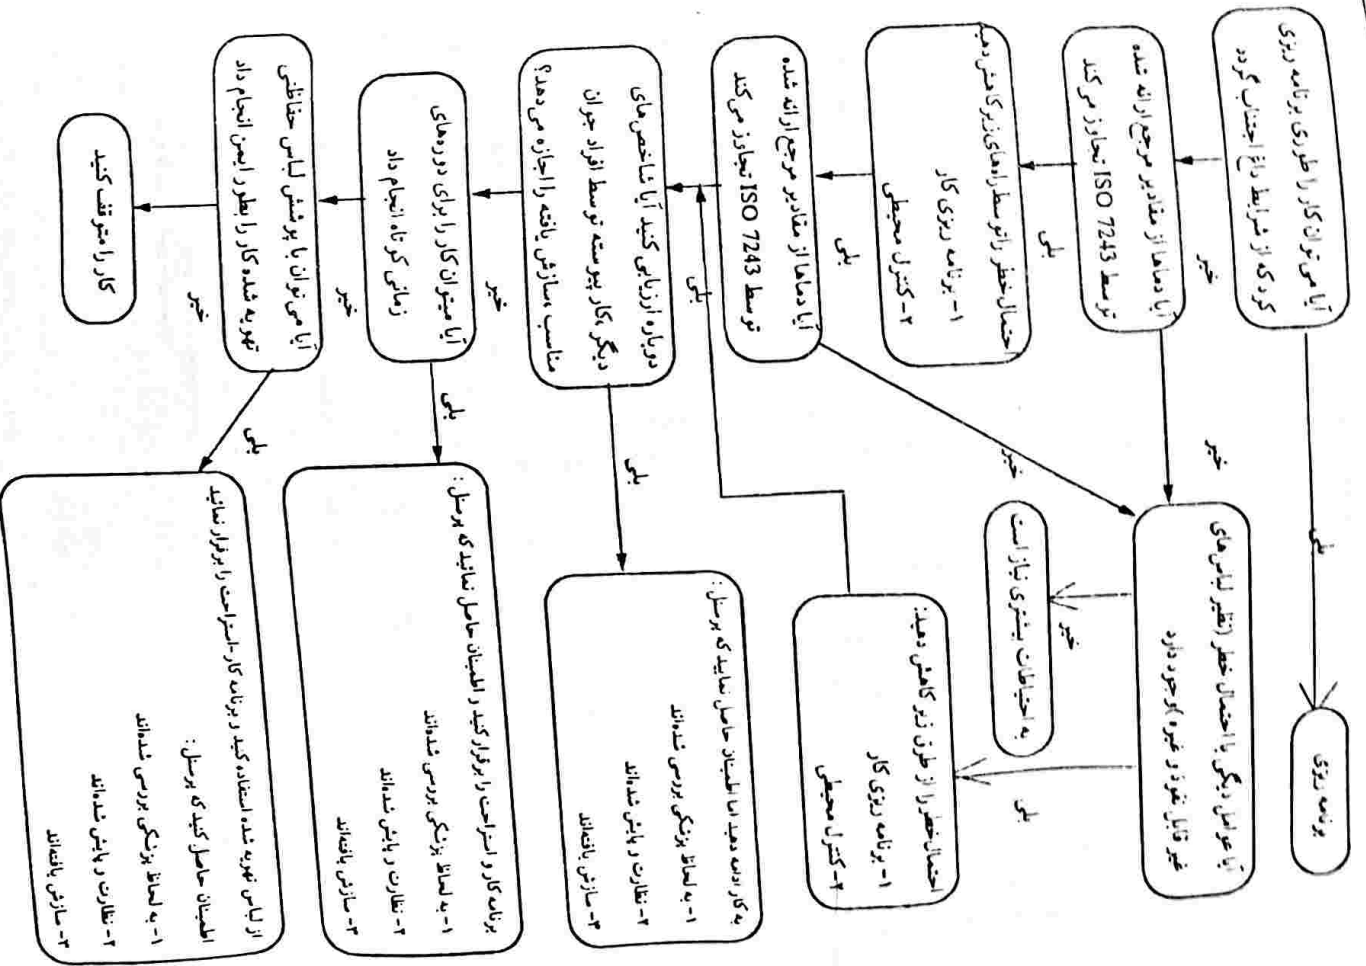 آیا می توان کار را طوری برنامه ریزی
کرد که از شرایط داغ اجتناب گردد
خیر
بلی
برنامه ریزی
آیا دماها از مقادیر مرجع ارائه شده
توسط ISO 7243 تجاوز می کند
بلی
خیر
آیا عوامل دیگری با احتمال خطر (نظیر لباس های
غیر قابل نفوذ و غیره) وجود دارد
خیر
به احتیاطات بیشتری نیاز است
بلی
احتمال خطر را از طرق زیر کاهش دهید:
۱- برنامه ریزی کار
۲- کنترل محیطی
احتمال خطر را توسط راه های زیر کاهش دهید
۱- برنامه ریزی کار
۲- کنترل محیطی
بلی
آیا دماها از مقادیر مرجع ارائه شده
توسط ISO 7243 تجاوز می کند
خیر
بلی
دوباره ارزیابی کنید آیا شاخص های
دیگر ،کار پیوسته توسط افراد جوان
مناسب ،سازش یافته را اجازه می دهد؟
خیر
بلی
به کار ادامه دهید اما اطمینان حاصل نمایید که پرسنل :
۱- به لحاظ پزشکی بررسی شده‌اند
۲- نظارت و پایش شده‌اند
۳- سازش یافته‌اند
آیا میتوان کار را برای دوره‌های
زمانی کوتاه انجام داد
خیر
بلی
برنامه کار و استراحت را برقرار کنید و اطمینان حاصل نمائید که پرسنل :
۱- به لحاظ پزشکی بررسی شده‌اند
۲- نظارت و پایش شده‌اند
۳- سازش یافته‌اند
آیا می توان با پوشش لباس حفاظتی
تهویه شده کار را بطور ایمن انجام داد
خیر
بلی
از لباس تهویه شده استفاده کنید و برنامه کار-استراحت را برقرار نمائید
اطمینان حاصل کنید که پرسنل :
۱- به لحاظ پزشکی بررسی شده‌اند
۲- نظارت و پایش شده‌اند
۳- سازش یافته‌اند
کار را متوقف کنید